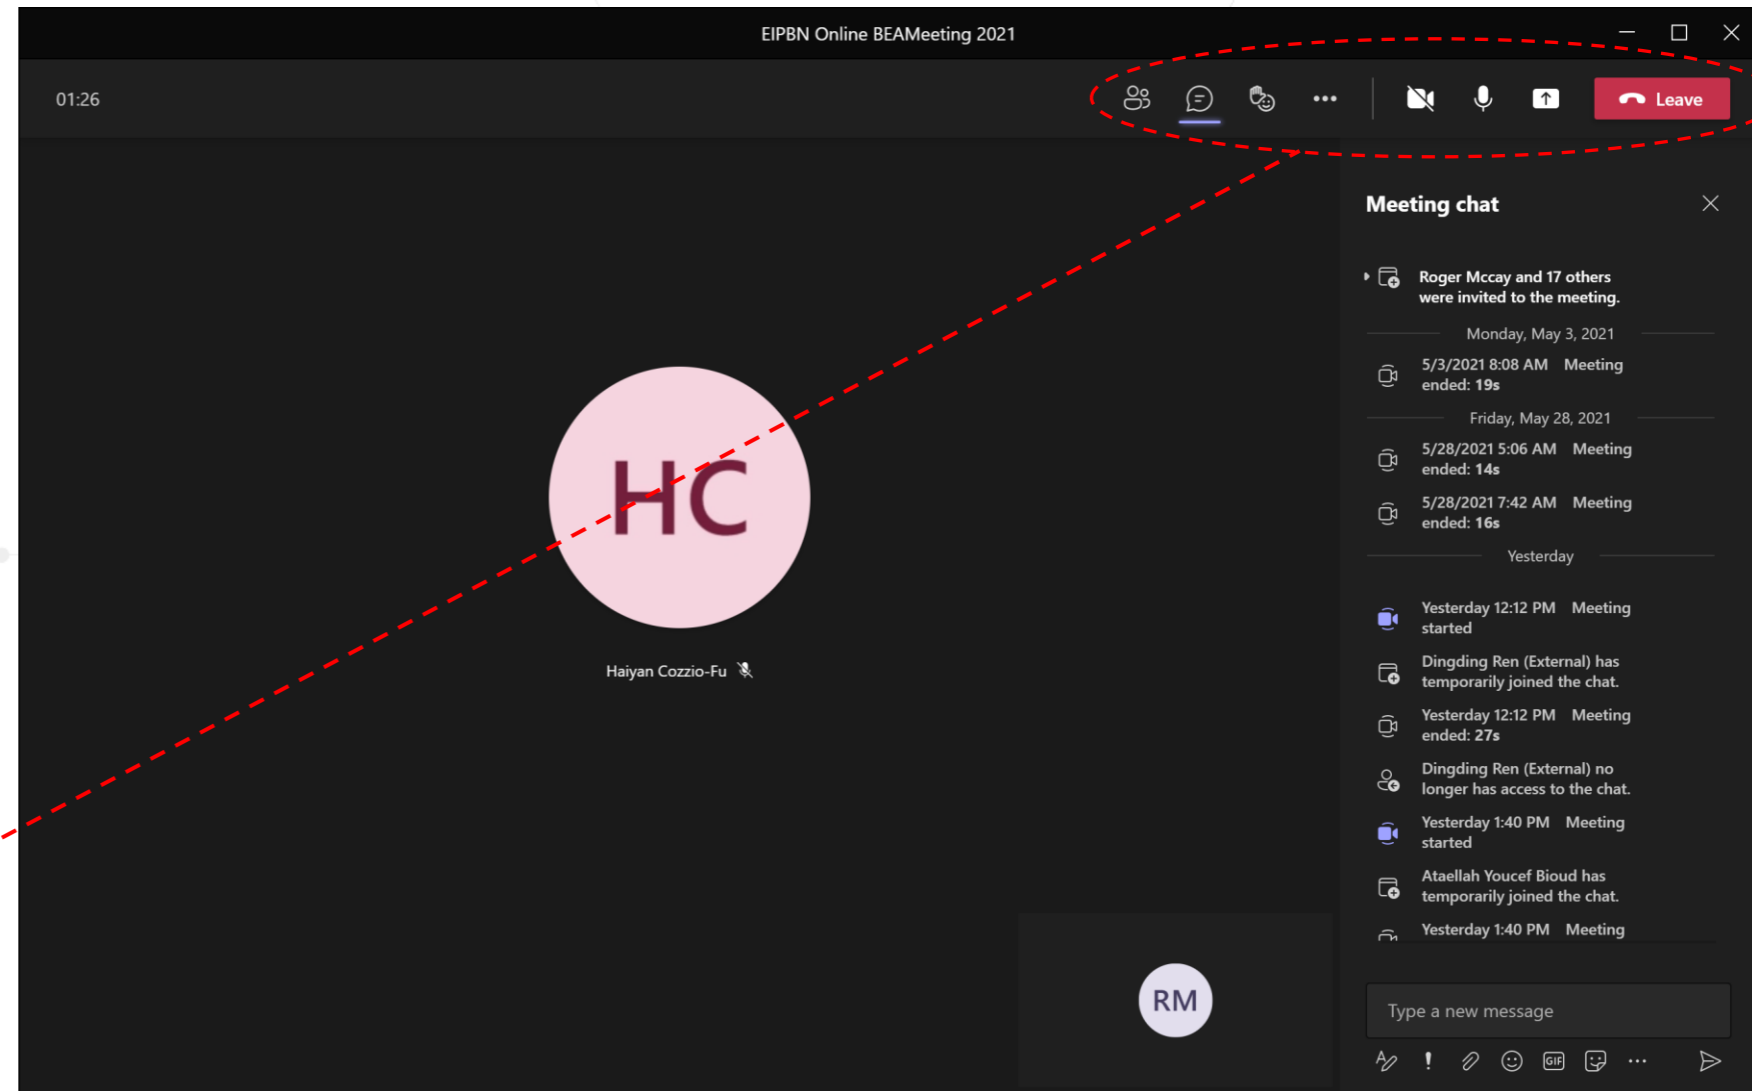 EIPBN Online BEAMeeting 2021
01:26
Leave
HC
Haiyan Cozzio-Fu
RM
Meeting chat
Roger Mccay and 17 others
were invited to the meeting.
Monday, May 3, 2021
5/3/2021 8:08 AM Meeting
ended: 19s
Friday, May 28, 2021
5/28/2021 5:06 AM Meeting
ended: 14s
5/28/2021 7:42 AM Meeting
ended: 16s
Yesterday
Yesterday 12:12 PM Meeting
started
Dingding Ren (External) has
temporarily joined the chat.
Yesterday 12:12 PM Meeting
ended: 27s
Dingding Ren (External) no
longer has access to the chat.
Yesterday 1:40 PM Meeting
started
Ataellah Youcef Bioud has
temporarily joined the chat.
Yesterday 1:40 PM Meeting
Type a new message
GIF